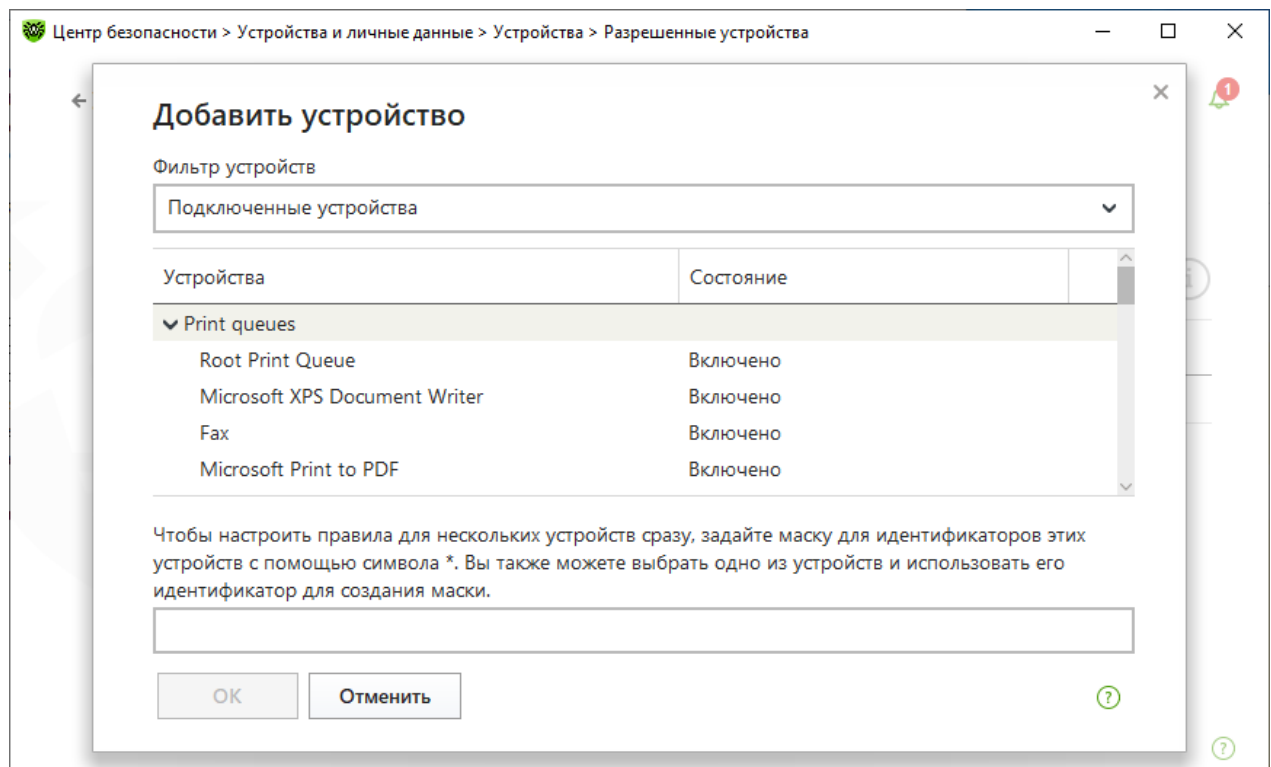 Центр безопасности > Устройства и личные данные > Устройства > Разрешенные устройства
1
Добавить устройство
Фильтр устройств
Подключенные устройства
Устройства Состояние
Print queues
Root Print Queue Включено
Microsoft XPS Document Writer Включено
Fax Включено
Microsoft Print to PDF Включено
Чтобы настроить правила для нескольких устройств сразу, задайте маску для идентификаторов этих
устройств с помощью символа *. Вы также можете выбрать одно из устройств и использовать его
идентификатор для создания маски.
ОК Отменить ?
?